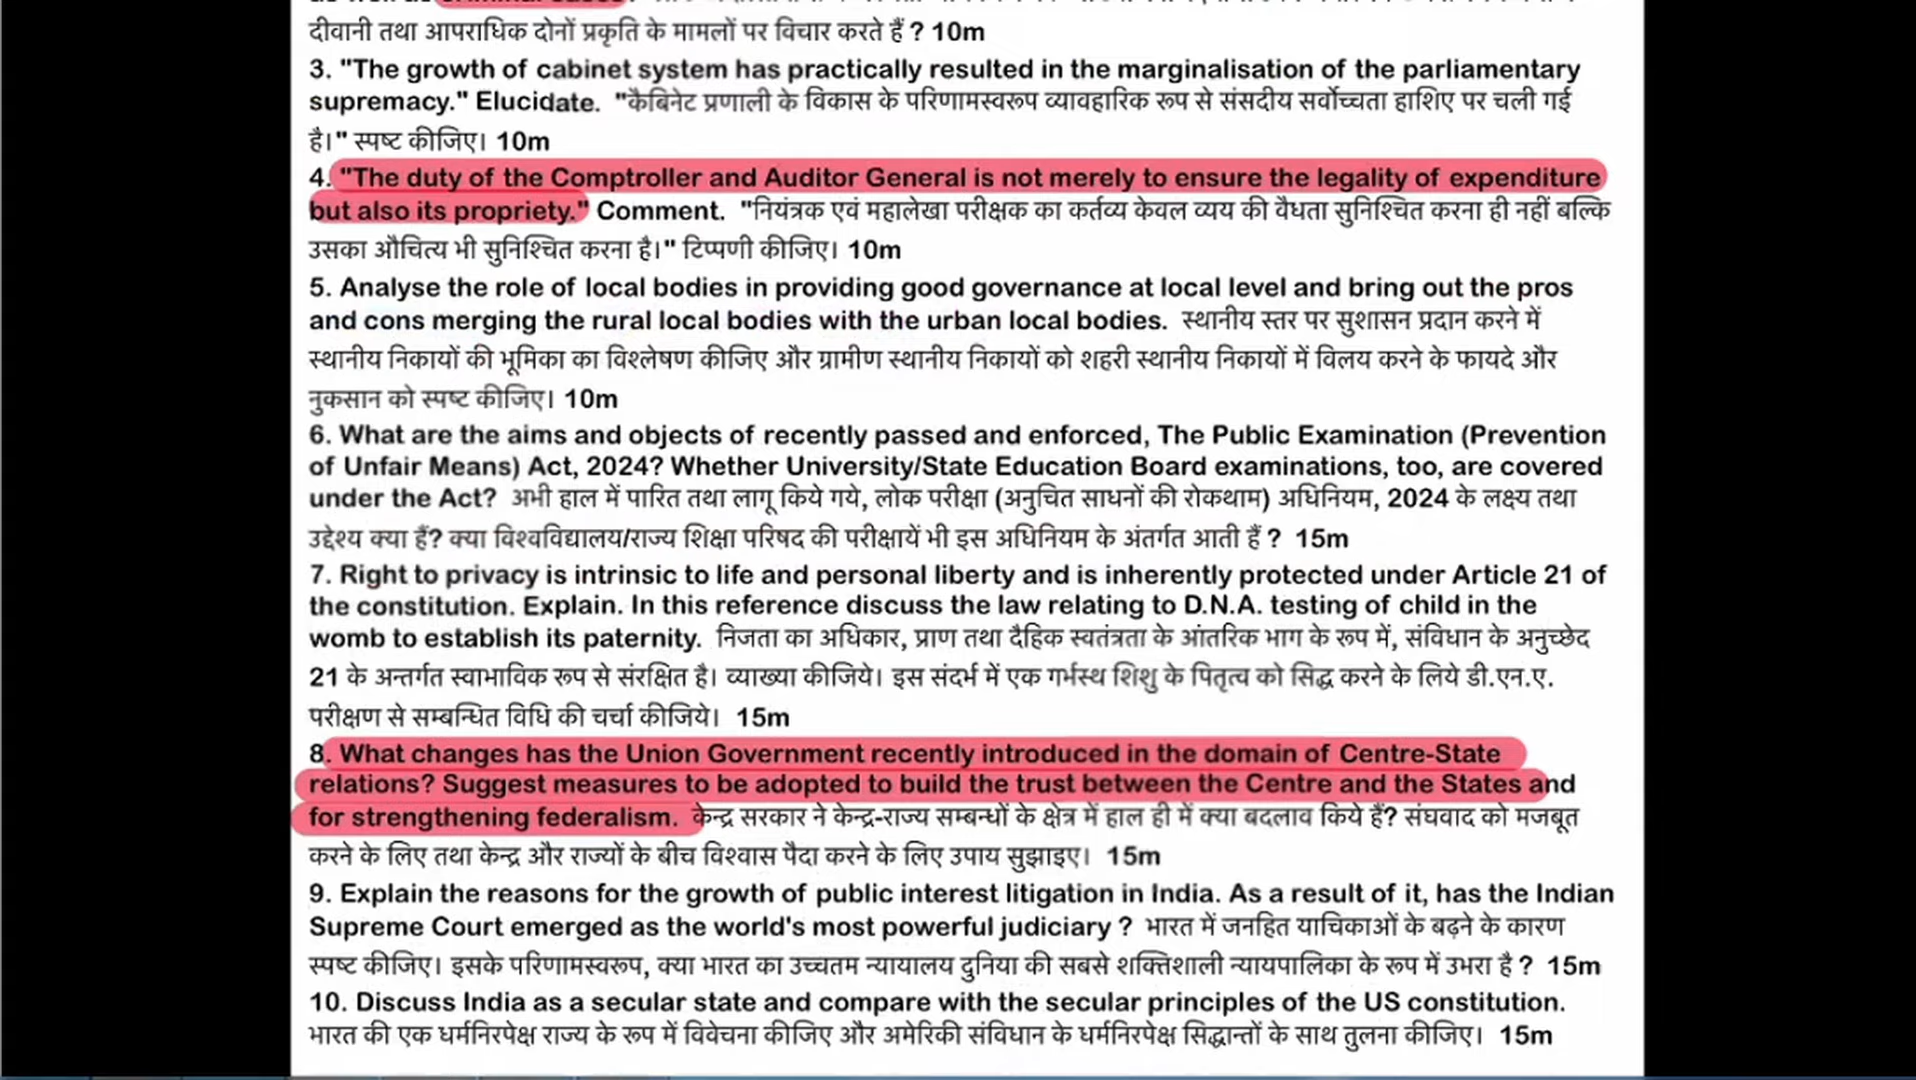 दीवानी तथा आपराधिक दोनों प्रकृति के मामलों पर विचार करते हैं ? 10m
3. "The growth of cabinet system has practically resulted in the marginalisation of the parliamentary
supremacy." Elucidate. "कैबिनेट प्रणाली के विकास के परिणामस्वरूप व्यावहारिक रूप से संसदीय सर्वोच्चता हाशिए पर चली गई
है।" स्पष्ट कीजिए। 10m
4. "The duty of the Comptroller and Auditor General is not merely to ensure the legality of expenditure
but also its propriety." Comment. "नियंत्रक एवं महालेखा परीक्षक का कर्तव्य केवल व्यय की वैधता सुनिश्चित करना ही नहीं बल्कि
उसका औचित्य भी सुनिश्चित करना है।" टिप्पणी कीजिए। 10m
5. Analyse the role of local bodies in providing good governance at local level and bring out the pros
and cons merging the rural local bodies with the urban local bodies. स्थानीय स्तर पर सुशासन प्रदान करने में
स्थानीय निकायों की भूमिका का विश्लेषण कीजिए और ग्रामीण स्थानीय निकायों को शहरी स्थानीय निकायों में विलय करने के फायदे और
नुकसान को स्पष्ट कीजिए। 10m
6. What are the aims and objects of recently passed and enforced, The Public Examination (Prevention
of Unfair Means) Act, 2024? Whether University/State Education Board examinations, too, are covered
under the Act? अभी हाल में पारित तथा लागू किये गये, लोक परीक्षा (अनुचित साधनों की रोकथाम) अधिनियम, 2024 के लक्ष्य तथा
उद्देश्य क्या हैं? क्या विश्वविद्यालय/राज्य शिक्षा परिषद की परीक्षायें भी इस अधिनियम के अंतर्गत आती हैं ? 15m
7. Right to privacy is intrinsic to life and personal liberty and is inherently protected under Article 21 of
the constitution. Explain. In this reference discuss the law relating to D.N.A. testing of child in the
womb to establish its paternity. निजता का अधिकार, प्राण तथा दैहिक स्वतंत्रता के आंतरिक भाग के रूप में, संविधान के अनुच्छेद
21 के अन्तर्गत स्वाभाविक रूप से संरक्षित है। व्याख्या कीजिये। इस संदर्भ में एक गर्भस्थ शिशु के पितृत्व को सिद्ध करने के लिये डी.एन.ए.
परीक्षण से सम्बन्धित विधि की चर्चा कीजिये। 15m
8. What changes has the Union Government recently introduced in the domain of Centre-State
relations? Suggest measures to be adopted to build the trust between the Centre and the States and
for strengthening federalism. केन्द्र सरकार ने केन्द्र-राज्य सम्बन्धों के क्षेत्र में हाल ही में क्या बदलाव किये हैं? संघवाद को मजबूत
करने के लिए तथा केन्द्र और राज्यों के बीच विश्वास पैदा करने के लिए उपाय सुझाइए। 15m
9. Explain the reasons for the growth of public interest litigation in India. As a result of it, has the Indian
Supreme Court emerged as the world's most powerful judiciary ? भारत में जनहित याचिकाओं के बढ़ने के कारण
स्पष्ट कीजिए। इसके परिणामस्वरूप, क्या भारत का उच्चतम न्यायालय दुनिया की सबसे शक्तिशाली न्यायपालिका के रूप में उभरा है ? 15m
10. Discuss India as a secular state and compare with the secular principles of the US constitution.
भारत की एक धर्मनिरपेक्ष राज्य के रूप में विवेचना कीजिए और अमेरिकी संविधान के धर्मनिरपेक्ष सिद्धान्तों के साथ तुलना कीजिए। 15m